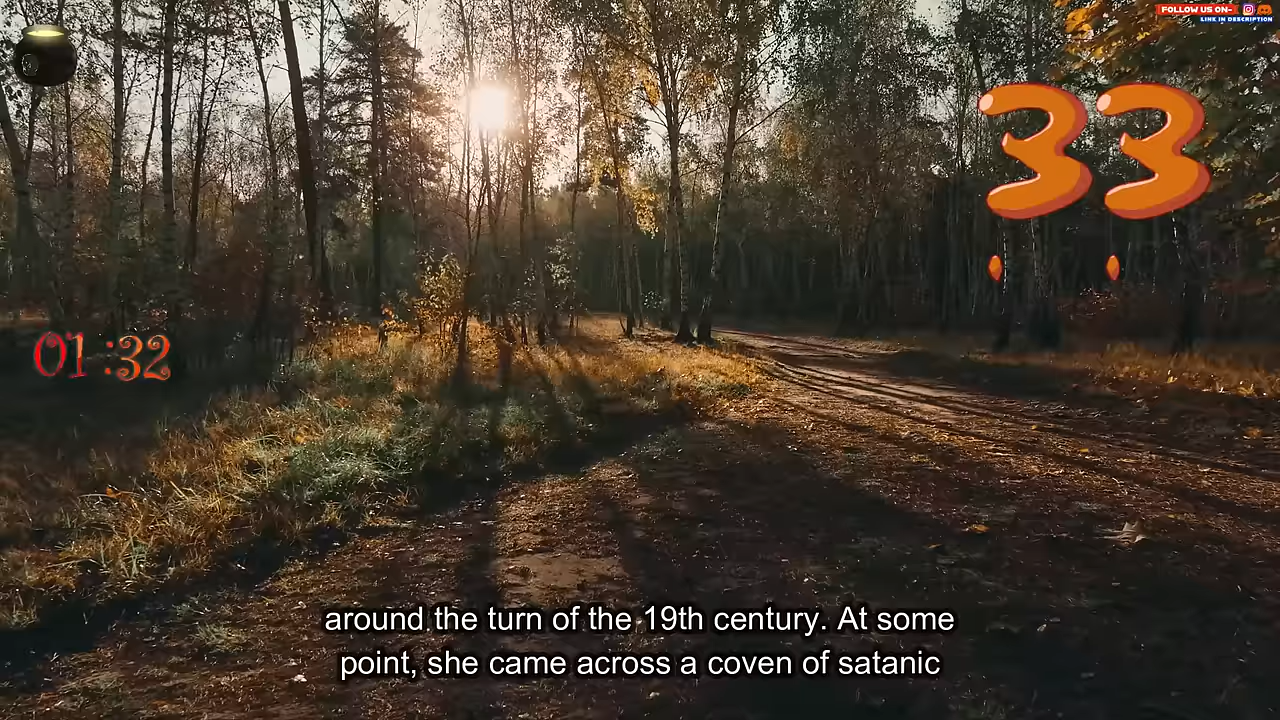 FOLLOW US ON-
LINK IN DESCRIPTION
33
01:32
around the turn of the 19th century. At some
point, she came across a coven of satanic